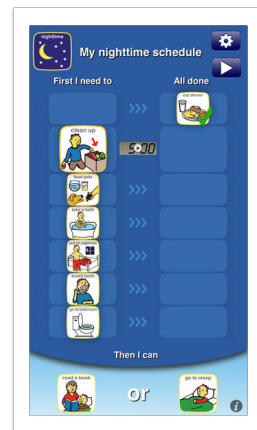 nighttime
My nighttime schedule
First I need to
All done
eat dinner
clean up
5:00
feed pets
take a bath
put on pajamas
brush teeth
go to bathroom
Then I can
read a book
or
go to sleep
i